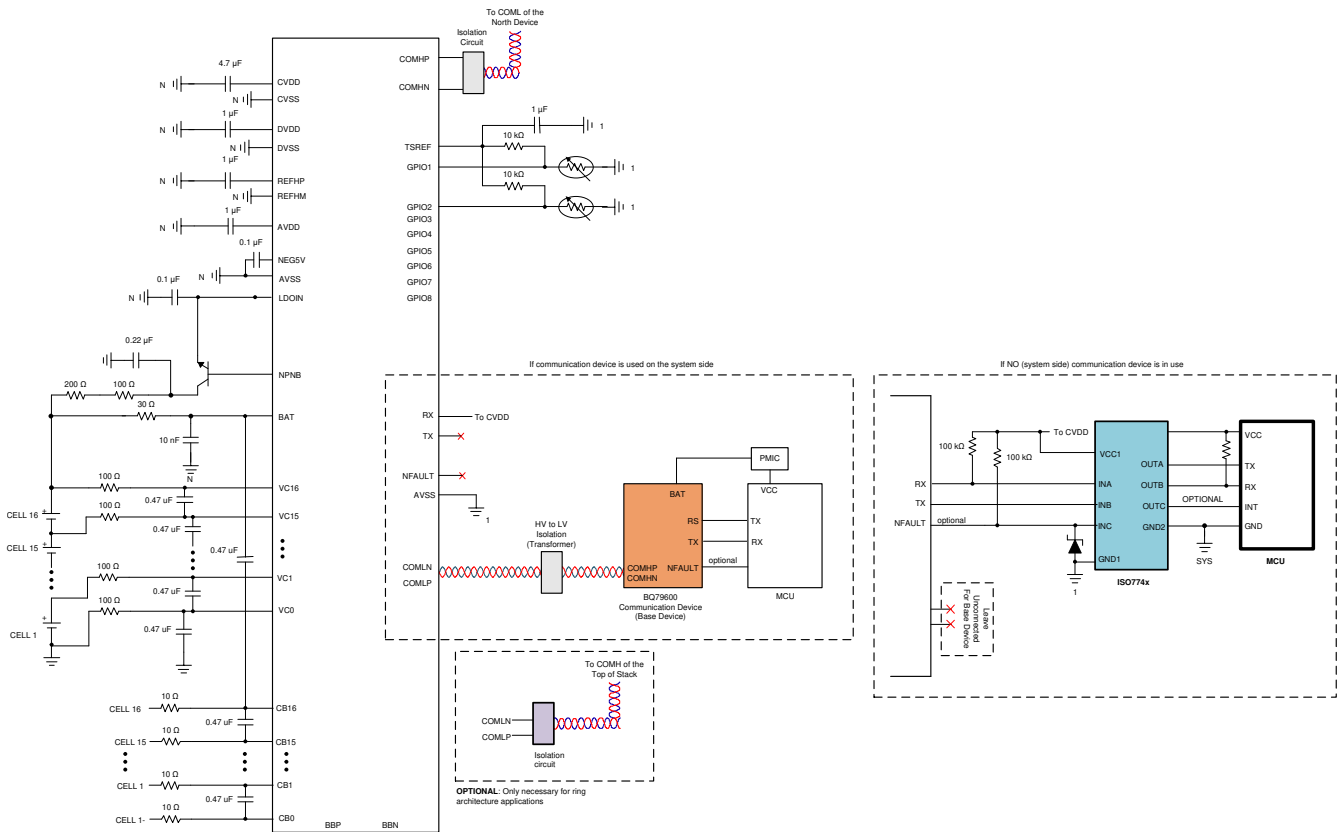 To COML of the
North Device
Isolation
Circuit
COMHP
COMHN
4.7 µF
N
CVDD
N
CVSS
1 µF
N
DVDD
N
DVSS
1 µF
N
REFHP
N
REFHM
1 µF
N
AVDD
0.1 µF
NEG5V
N
AVSS
0.1 µF
N
LDOIN
1 µF
1
10 kΩ
TSREF
GPIO1
1
10 kΩ
GPIO2
1
GPIO3
GPIO4
GPIO5
GPIO6
GPIO7
GPIO8
0.22 µF
NPNB
200 Ω
100 Ω
30 Ω
BAT
10 nF
N
100 Ω
VC16
0.47 uF
100 Ω
VC15
CELL 16
+
0.47 uF
CELL 15
+
0.47 uF
100 Ω
VC1
0.47 uF
100 Ω
VC0
+
CELL 1
0.47 uF
10 Ω
CELL 16
CB16
0.47 uF
10 Ω
CELL 15
CB15
10 Ω
CELL 1
CB1
0.47 uF
10 Ω
CELL 1-
CB0
BBP
BBN
If communication device is used on the system side
RX
To CVDD
TX
NFAULT
AVSS
1
COMLN
COMLP
HV to LV
Isolation
(Transformer)
BAT
RS
TX
NFAULT
COMHP
COMHN
BQ79600
Communication Device
(Base Device)
PMIC
VCC
TX
RX
optional
MCU
To COMH of the
Top of Stack
COMLN
COMLP
Isolation
circuit
OPTIONAL: Only necessary for ring
architecture applications
If NO (system side) communication device is in use
To CVDD
100 kΩ
100 kΩ
RX
TX
NFAULT
optional
1
VCC1
OUTA
INA
OUTB
INB
OUTC
INC
GND2
GND1
ISO774x
OPTIONAL
SYS
VCC
TX
RX
INT
GND
MCU
Leave
Unconnected
For Base Device